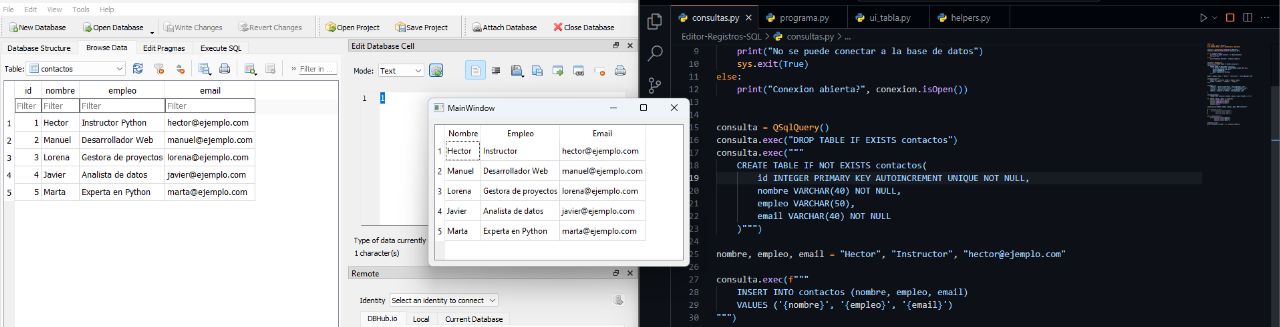 File Edit View Tools Help
New Database Open Database Write Changes Revert Changes Open Project Save Project Attach Database Close Database
Database Structure Browse Data Edit Pragmas Execute SQL
Table: contactos » Filter in ...
id nombre empleo email
Filter Filter Filter Filter
1 1 Hector Instructor Python hector@ejemplo.com
2 2 Manuel Desarrollador Web manuel@ejemplo.com
3 3 Lorena Gestora de proyectos lorena@ejemplo.com
4 4 Javier Analista de datos javier@ejemplo.com
5 5 Marta Experta en Python marta@ejemplo.com
Edit Database Cell
Mode: Text
1 1
Type of data currently
1 character(s)
Remote
Identity Select an identity to connect
DBHub.io Local Current Database
MainWindow
Nombre Empleo Email
1 Hector Instructor hector@ejemplo.com
2 Manuel Desarrollador Web manuel@ejemplo.com
3 Lorena Gestora de proyectos lorena@ejemplo.com
4 Javier Analista de datos javier@ejemplo.com
5 Marta Experta en Python marta@ejemplo.com
consultas.py programa.py ui_tabla.py helpers.py
Editor-Registros-SQL > consultas.py > ...
9 print("No se puede conectar a la base de datos")
10 sys.exit(True)
11 else:
12 print("Conexion abierta?", conexion.isOpen())
13
14
15 consulta = QSqlQuery()
16 consulta.exec("DROP TABLE IF EXISTS contactos")
17 consulta.exec("""
18 CREATE TABLE IF NOT EXISTS contactos(
19 id INTEGER PRIMARY KEY AUTOINCREMENT UNIQUE NOT NULL,
20 nombre VARCHAR(40) NOT NULL,
21 empleo VARCHAR(50),
22 email VARCHAR(40) NOT NULL
23 )""")
24
25 nombre, empleo, email = "Hector", "Instructor", "hector@ejemplo.com"
26
27 consulta.exec(f"""
28 INSERT INTO contactos (nombre, empleo, email)
29 VALUES ('{nombre}', '{empleo}', '{email}')
30 """)